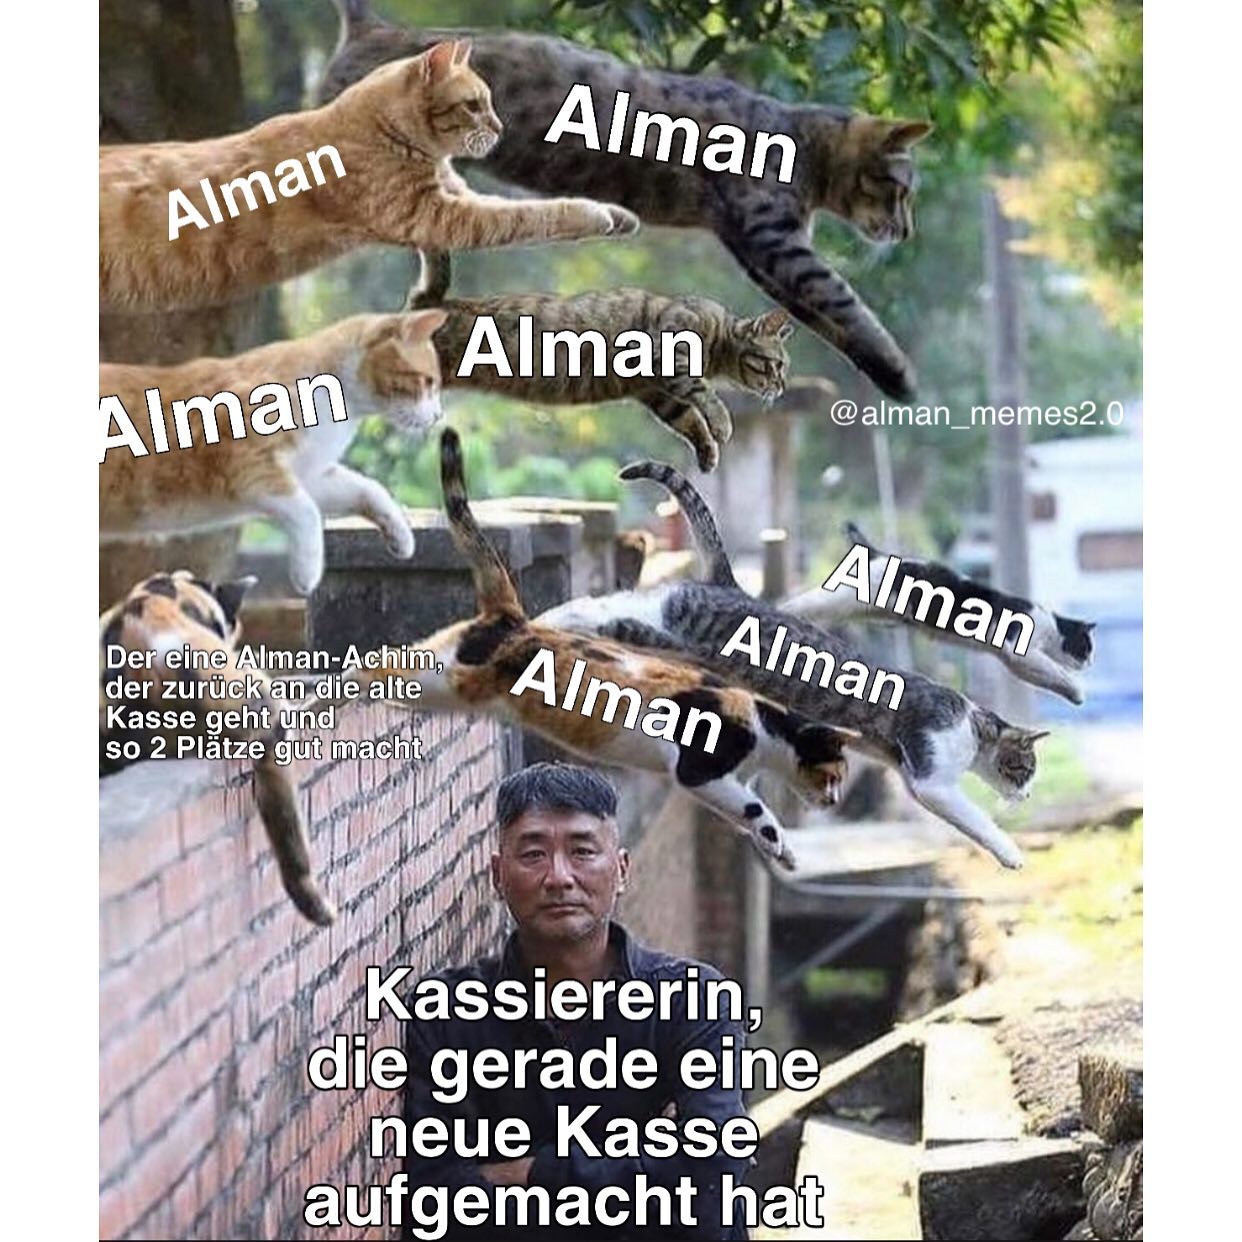 Alman
Alman
Alman
Alman
@alman_memes2.0
Alman
Alman
Alman
Der eine Alman-Achim,
der zurück an die alte
Kasse geht und
so 2 Plätze gut macht
Kassiererin,
die gerade eine
neue Kasse
aufgemacht hat